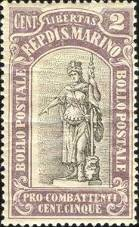 CENT. LIBERTAS 2
REP. DI S. MARINO
BOLLO POSTALE
BOLLO POSTALE
PRO-COMBATTENTI
CENT. CINQUE